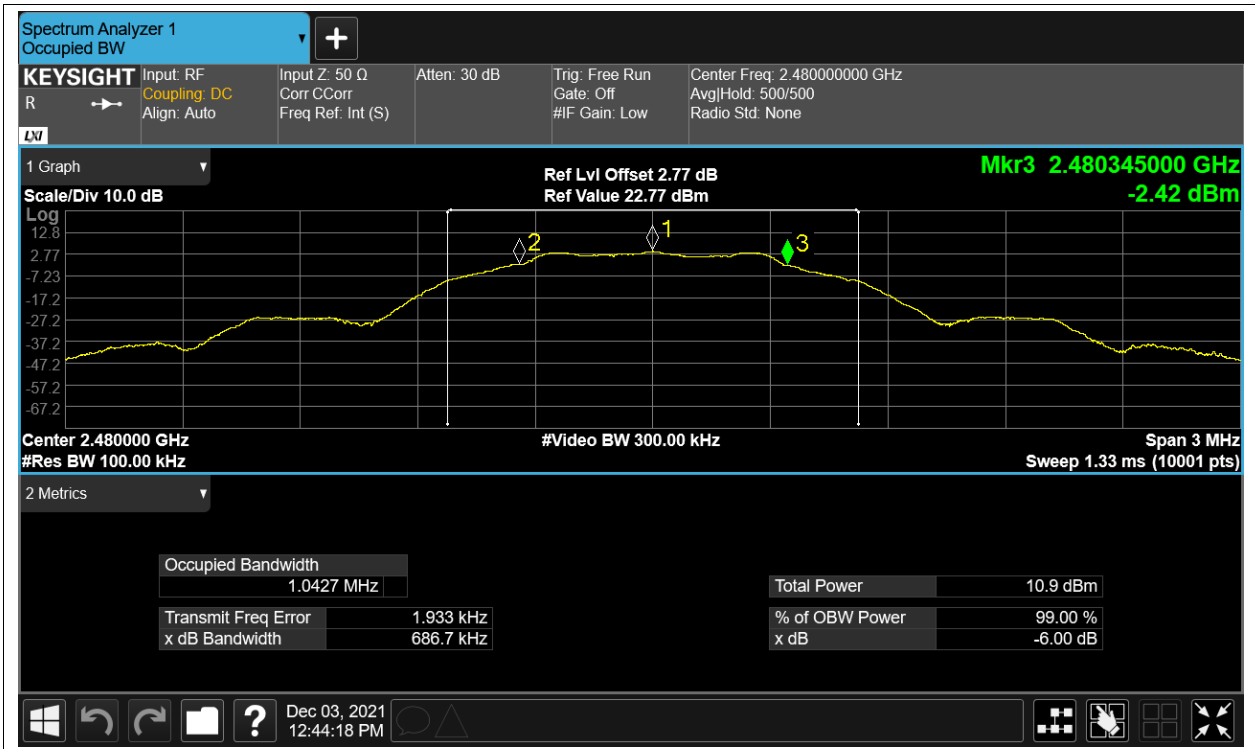 Spectrum Analyzer 1
Occupied BW
+
KEYSIGHT Input: RF Input Z: 50 Ω Atten: 30 dB Trig: Free Run Center Freq: 2.480000000 GHz
R Coupling: DC Corr CCorr Gate: Off Avg|Hold: 500/500
Align: Auto Freq Ref: Int (S) #IF Gain: Low Radio Std: None
LXI
1 Graph
Ref Lvl Offset 2.77 dB Mkr3 2.480345000 GHz
Scale/Div 10.0 dB Ref Value 22.77 dBm -2.42 dBm
Log
12.8
2.77
-7.23
-17.2
-27.2
-37.2
-47.2
-57.2
-67.2
2 1 3
Center 2.480000 GHz #Video BW 300.00 kHz Span 3 MHz
#Res BW 100.00 kHz Sweep 1.33 ms (10001 pts)
2 Metrics
Occupied Bandwidth
1.0427 MHz Total Power 10.9 dBm
Transmit Freq Error 1.933 kHz % of OBW Power 99.00 %
x dB Bandwidth 686.7 kHz x dB -6.00 dB
? Dec 03, 2021
12:44:18 PM